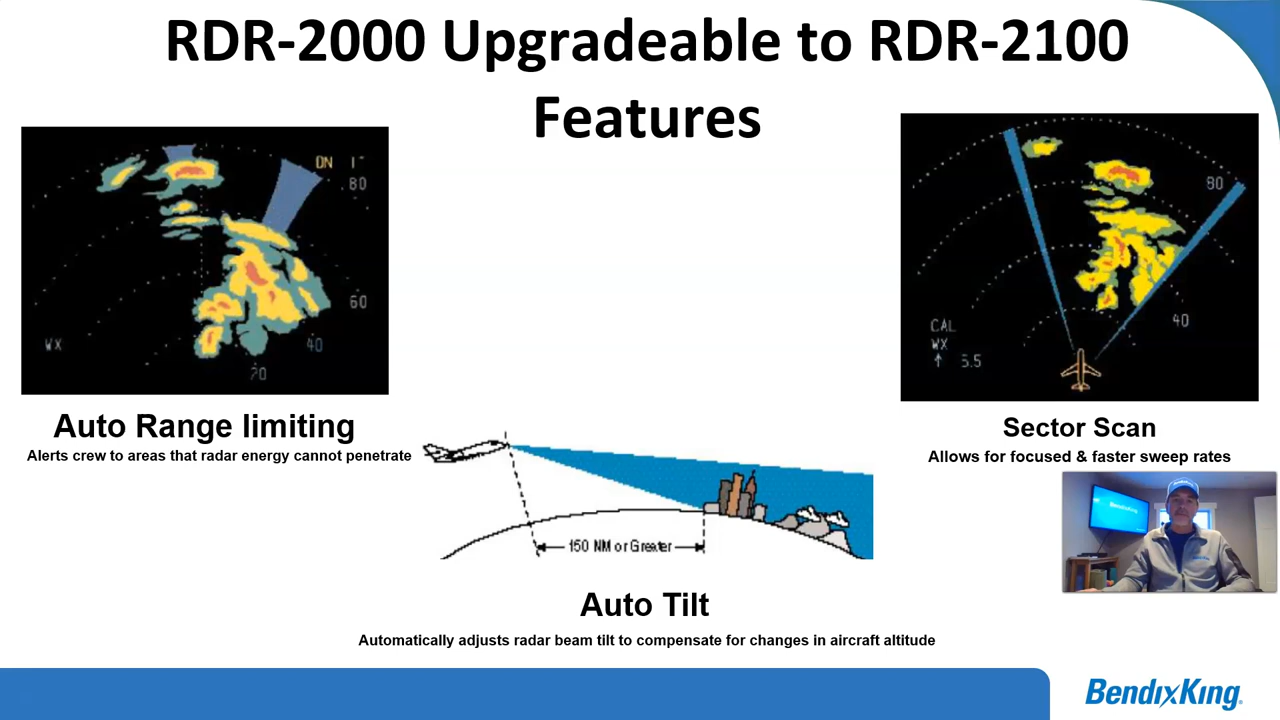 RDR-2000 Upgradeable to RDR-2100
Features
DN 1°
80
60
40
20
WX
Auto Range limiting
Alerts crew to areas that radar energy cannot penetrate
150 NM or Greater
Auto Tilt
Automatically adjusts radar beam tilt to compensate for changes in aircraft altitude
80
40
CAL
WX
↑ 5.5
Sector Scan
Allows for focused & faster sweep rates
BendixKing
BendixKing®